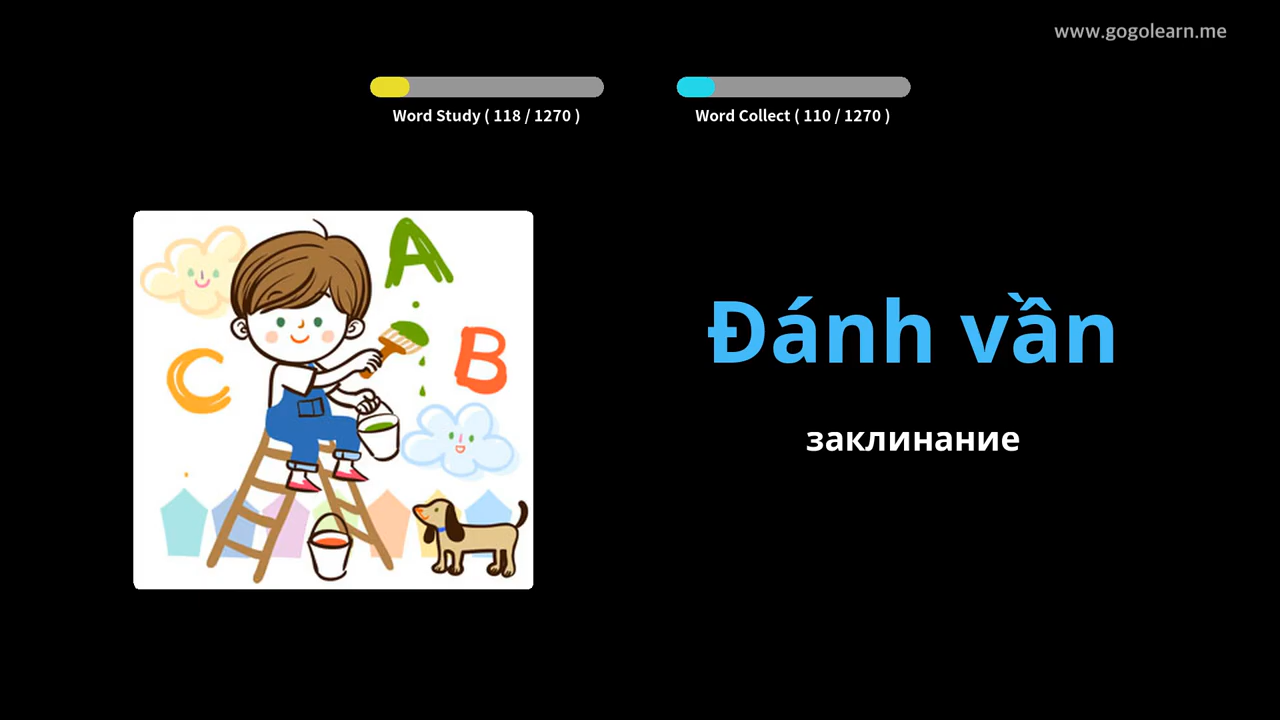 www.gogolearn.me
Word Study ( 118 / 1270 )
Word Collect ( 110 / 1270 )
A
B
C
Đánh vần
заклинание